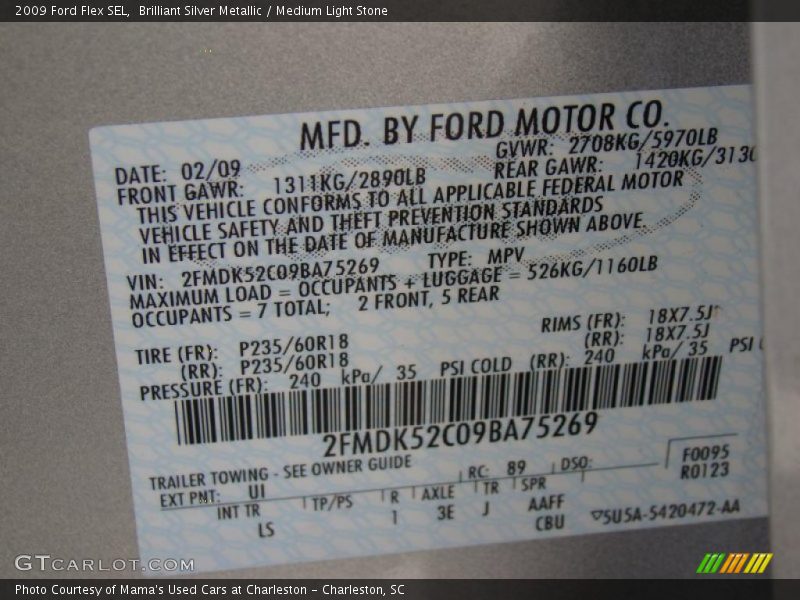 2009 Ford Flex SEL,  Brilliant Silver Metallic / Medium Light Stone
MFD. BY FORD MOTOR CO.
DATE: 02/09 GVWR: 2708KG/5970LB
FRONT GAWR: 1311KG/2890LB REAR GAWR: 1420KG/3130
THIS VEHICLE CONFORMS TO ALL APPLICABLE FEDERAL MOTOR
VEHICLE SAFETY AND THEFT PREVENTION STANDARDS
IN EFFECT ON THE DATE OF MANUFACTURE SHOWN ABOVE
VIN: 2FMDK52C09BA75269 TYPE: MPV
MAXIMUM LOAD = OCCUPANTS + LUGGAGE = 526KG/1160LB
OCCUPANTS = 7 TOTAL; 2 FRONT, 5 REAR
TIRE (FR): P235/60R18 RIMS (FR): 18X7.5J
(RR): P235/60R18 (RR): 18X7.5J
PRESSURE (FR): 240 kPa/ 35 PSI COLD (RR): 240 kPa/ 35 PSI
2FMDK52C09BA75269
TRAILER TOWING - SEE OWNER GUIDE
EXT PNT: UI RC: 89 DSO: F0095
INT TR TP/PS R AXLE TR SPR R0123
LS 1 3E J AAFF
CBU ▽5U5A-5420472-AA
GTCARLOT.COM
Photo Courtesy of Mama's Used Cars at Charleston - Charleston, SC